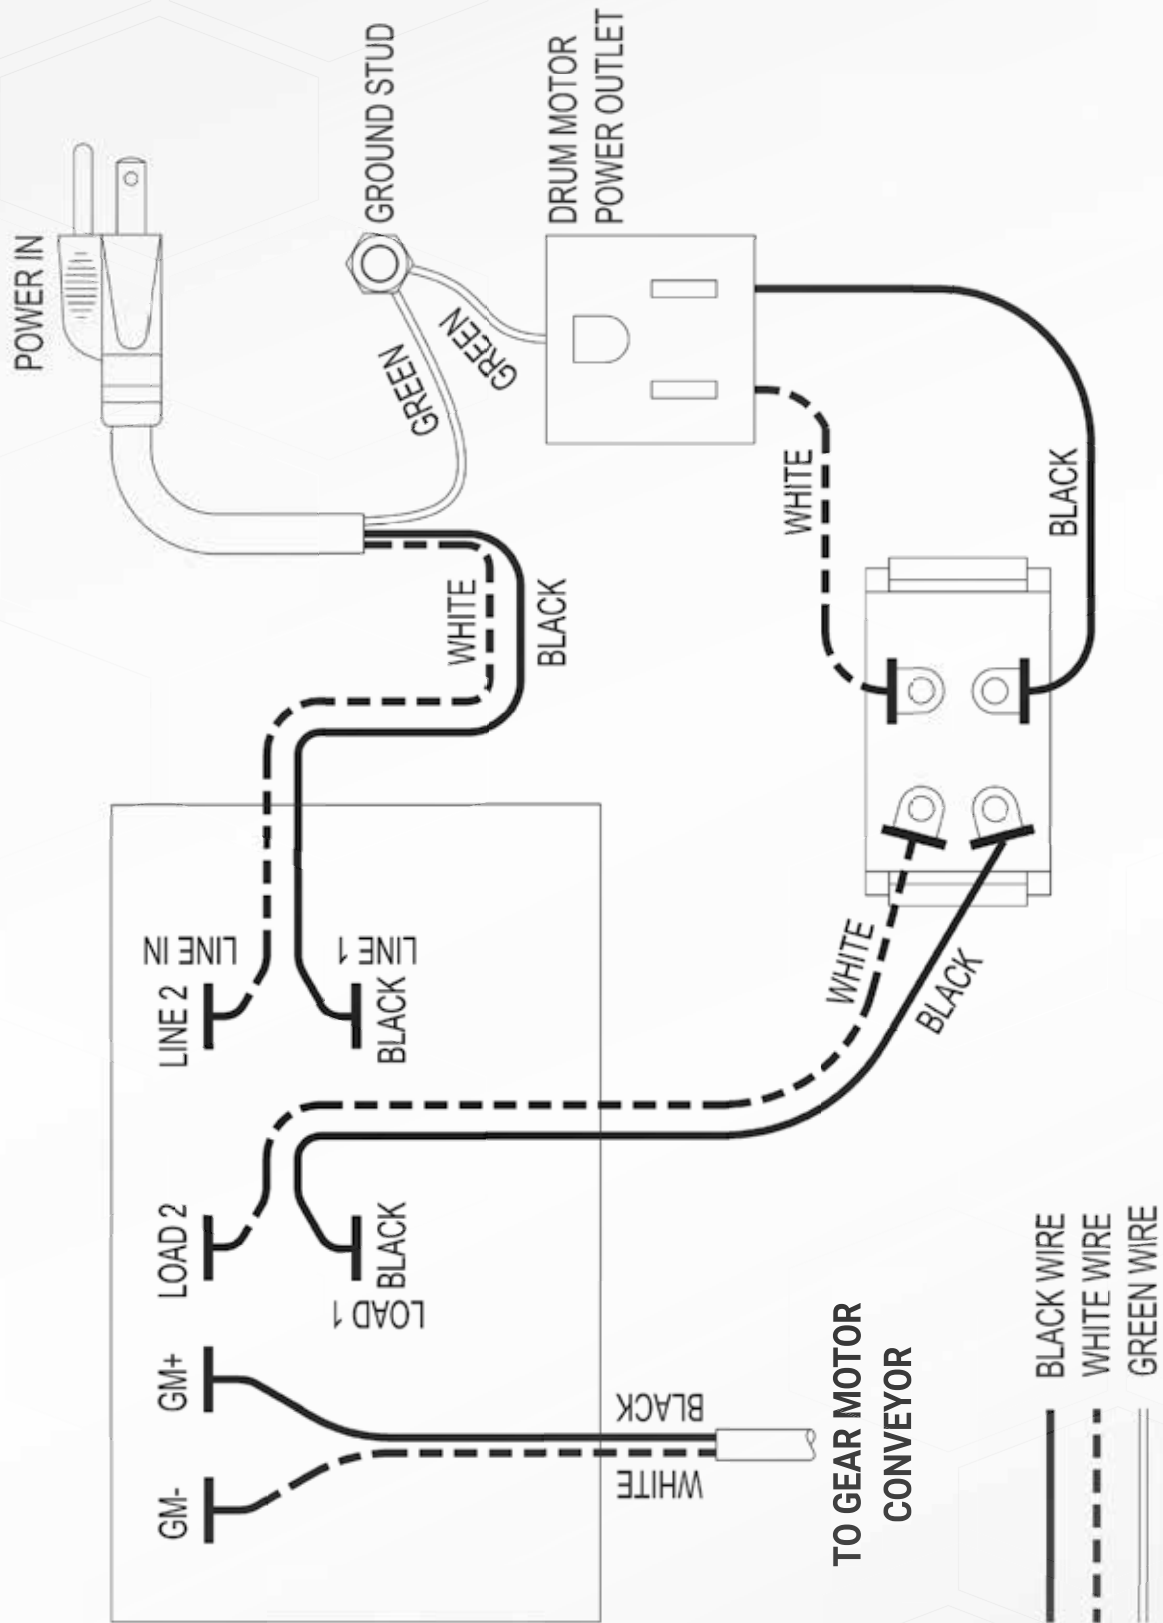 POWER IN
GROUND STUD
DRUM MOTOR
POWER OUTLET
GREEN
GREEN
WHITE
BLACK
WHITE
BLACK
LINE IN
LINE 2
LINE 1
BLACK
WHITE
BLACK
LOAD 2
BLACK
LOAD 1
GM+
GM-
BLACK
WHITE
TO GEAR MOTOR
CONVEYOR
BLACK WIRE
WHITE WIRE
GREEN WIRE